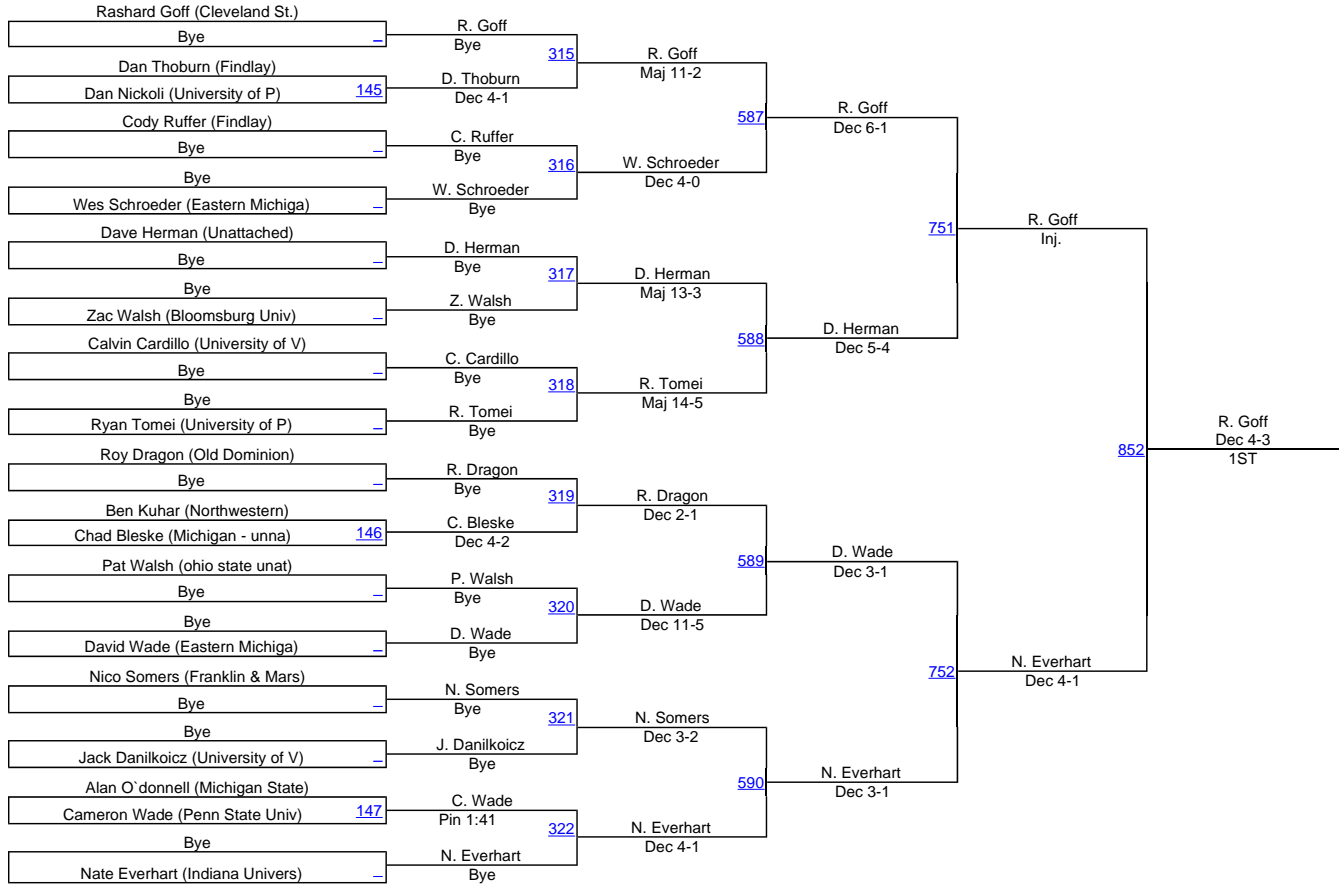 Rashard Goff (Cleveland St.)
Bye
_
Dan Thoburn (Findlay)
Dan Nickoli (University of P)
145
Cody Ruffer (Findlay)
Bye
_
Bye
Wes Schroeder (Eastern Michiga)
_
Dave Herman (Unattached)
Bye
_
Bye
Zac Walsh (Bloomsburg Univ)
_
Calvin Cardillo (University of V)
Bye
_
Bye
Ryan Tomei (University of P)
_
Roy Dragon (Old Dominion)
Bye
_
Ben Kuhar (Northwestern)
Chad Bleske (Michigan - unna)
146
Pat Walsh (ohio state unat)
Bye
_
Bye
David Wade (Eastern Michiga)
_
Nico Somers (Franklin & Mars)
Bye
_
Bye
Jack Danilkoicz (University of V)
_
Alan O`donnell (Michigan State)
Cameron Wade (Penn State Univ)
147
Bye
Nate Everhart (Indiana Univers)
_
R. Goff
Bye
315
D. Thoburn
Dec 4-1
C. Ruffer
Bye
316
W. Schroeder
Bye
D. Herman
Bye
317
Z. Walsh
Bye
C. Cardillo
Bye
318
R. Tomei
Bye
R. Dragon
Bye
319
C. Bleske
Dec 4-2
P. Walsh
Bye
320
D. Wade
Bye
N. Somers
Bye
321
J. Danilkoicz
Bye
C. Wade
Pin 1:41
322
N. Everhart
Bye
R. Goff
Maj 11-2
587
W. Schroeder
Dec 4-0
D. Herman
Maj 13-3
588
R. Tomei
Maj 14-5
R. Dragon
Dec 2-1
589
D. Wade
Dec 11-5
N. Somers
Dec 3-2
590
N. Everhart
Dec 4-1
R. Goff
Dec 6-1
751
D. Herman
Dec 5-4
D. Wade
Dec 3-1
752
N. Everhart
Dec 3-1
R. Goff
Inj.
852
N. Everhart
Dec 4-1
R. Goff
Dec 4-3
1ST